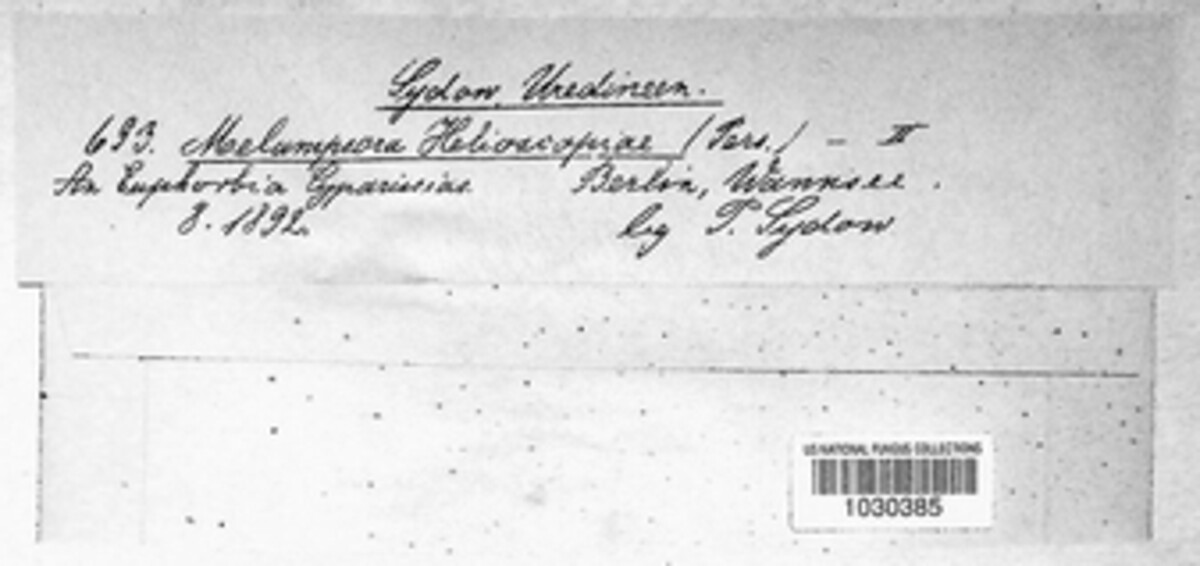 Sydow, Uredineen.
693. Melampsora Helioscopiae (Pers.) – III
An Euphorbia Cyparissias Berlin, Wannsee.
8. 1892. leg P. Sydow
US NATIONAL FUNGUS COLLECTIONS
1030385